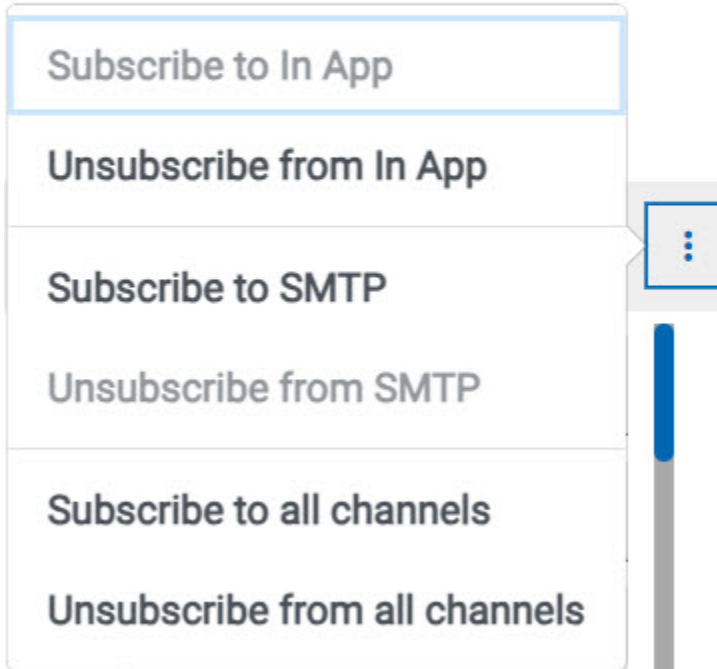 Subscribe to In App
Unsubscribe from In App
Subscribe to SMTP
Unsubscribe from SMTP
Subscribe to all channels
Unsubscribe from all channels